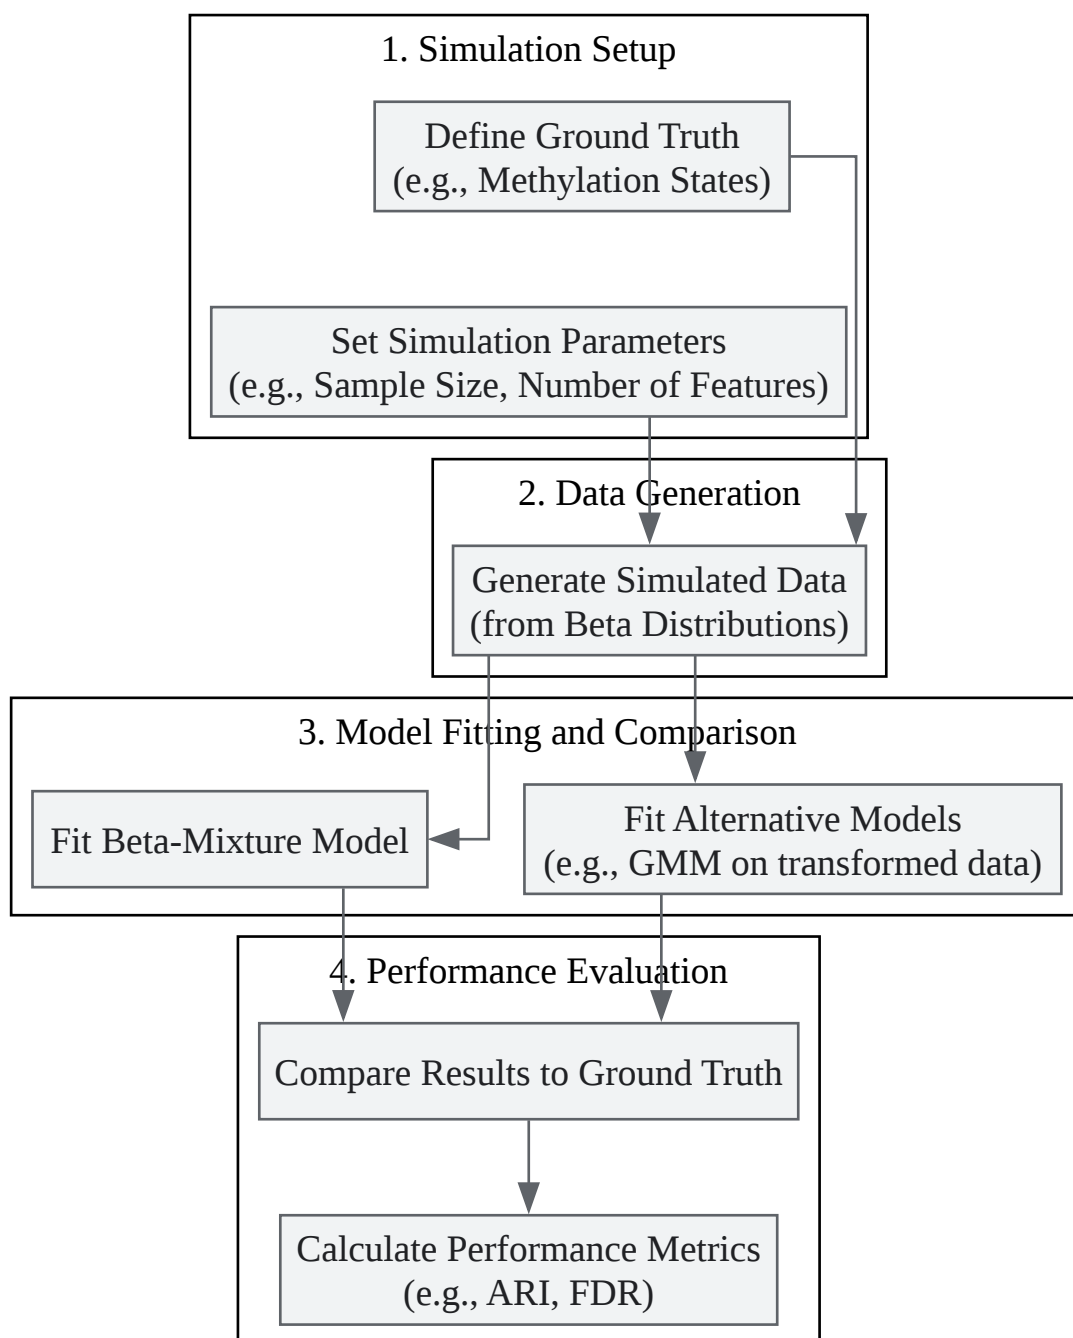 1. Simulation Setup
Define Ground Truth
(e.g., Methylation States)
Set Simulation Parameters
(e.g., Sample Size, Number of Features)
2. Data Generation
Generate Simulated Data
(from Beta Distributions)
3. Model Fitting and Comparison
Fit Beta-Mixture Model
Fit Alternative Models
(e.g., GMM on transformed data)
4. Performance Evaluation
Compare Results to Ground Truth
Calculate Performance Metrics
(e.g., ARI, FDR)